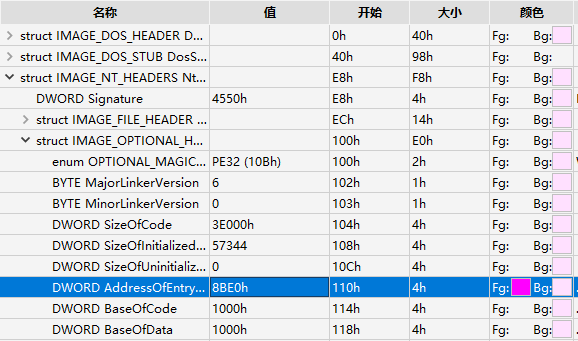 名称 值 开始 大小 颜色
struct IMAGE_DOS_HEADER D... 0h 40h Fg: Bg:
struct IMAGE_DOS_STUB DosS... 40h 98h Fg: Bg:
struct IMAGE_NT_HEADERS Nt... E8h F8h Fg: Bg:
DWORD Signature 4550h E8h 4h Fg: Bg:
struct IMAGE_FILE_HEADER ... ECh 14h Fg: Bg:
struct IMAGE_OPTIONAL_H... 100h E0h Fg: Bg:
enum OPTIONAL_MAGIC... PE32 (10Bh) 100h 2h Fg: Bg:
BYTE MajorLinkerVersion 6 102h 1h Fg: Bg:
BYTE MinorLinkerVersion 0 103h 1h Fg: Bg:
DWORD SizeOfCode 3E000h 104h 4h Fg: Bg:
DWORD SizeOfInitialized... 57344 108h 4h Fg: Bg:
DWORD SizeOfUninitializ... 0 10Ch 4h Fg: Bg:
DWORD AddressOfEntry... 8BE0h 110h 4h Fg: Bg:
DWORD BaseOfCode 1000h 114h 4h Fg: Bg:
DWORD BaseOfData 1000h 118h 4h Fg: Bg: